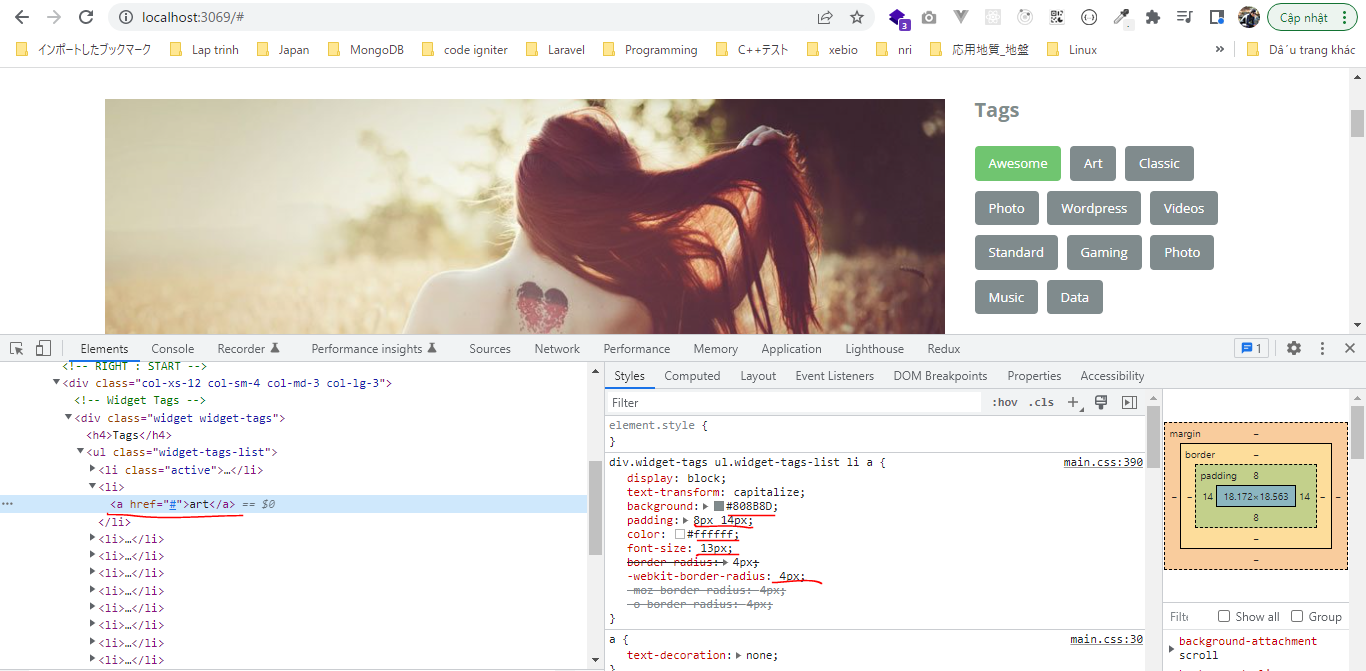 localhost:3069/#
3
Cập nhật
インポートしたブックマーク Lap trinh Japan MongoDB code igniter Laravel Programming C++テスト xebio nri 応用地質_地盤 Linux » Dấu trang khác
Tags
Awesome Art Classic
Photo Wordpress Videos
Standard Gaming Photo
Music Data
Elements Console Recorder Performance insights Sources Network Performance Memory Application Lighthouse Redux 1
<!-- RIGHT : START -->
<div class="col-xs-12 col-sm-4 col-md-3 col-lg-3">
<!-- Widget Tags -->
<div class="widget widget-tags">
<h4>Tags</h4>
<ul class="widget-tags-list">
<li class="active">…</li>
<li>
<a href="#">art</a> == $0
</li>
<li>…</li>
<li>…</li>
<li>…</li>
<li>…</li>
<li>…</li>
<li>…</li>
<li>…</li>
<li>…</li>
Styles Computed Layout Event Listeners DOM Breakpoints Properties Accessibility
Filter :hov .cls
element.style {
}
div.widget-tags ul.widget-tags-list li a { main.css:390
display: block;
text-transform: capitalize;
background: #808B8D;
padding: 8px 14px;
color: #ffffff;
font-size: 13px;
border-radius: 4px;
-webkit-border-radius: 4px;
-moz-border-radius: 4px;
-o-border-radius: 4px;
}
a { main.css:30
text-decoration: none;
}
margin –
border –
padding 8
– – 14 18.172×18.563 14 – –
8
–
–
Show all Group
background-attachment
scroll